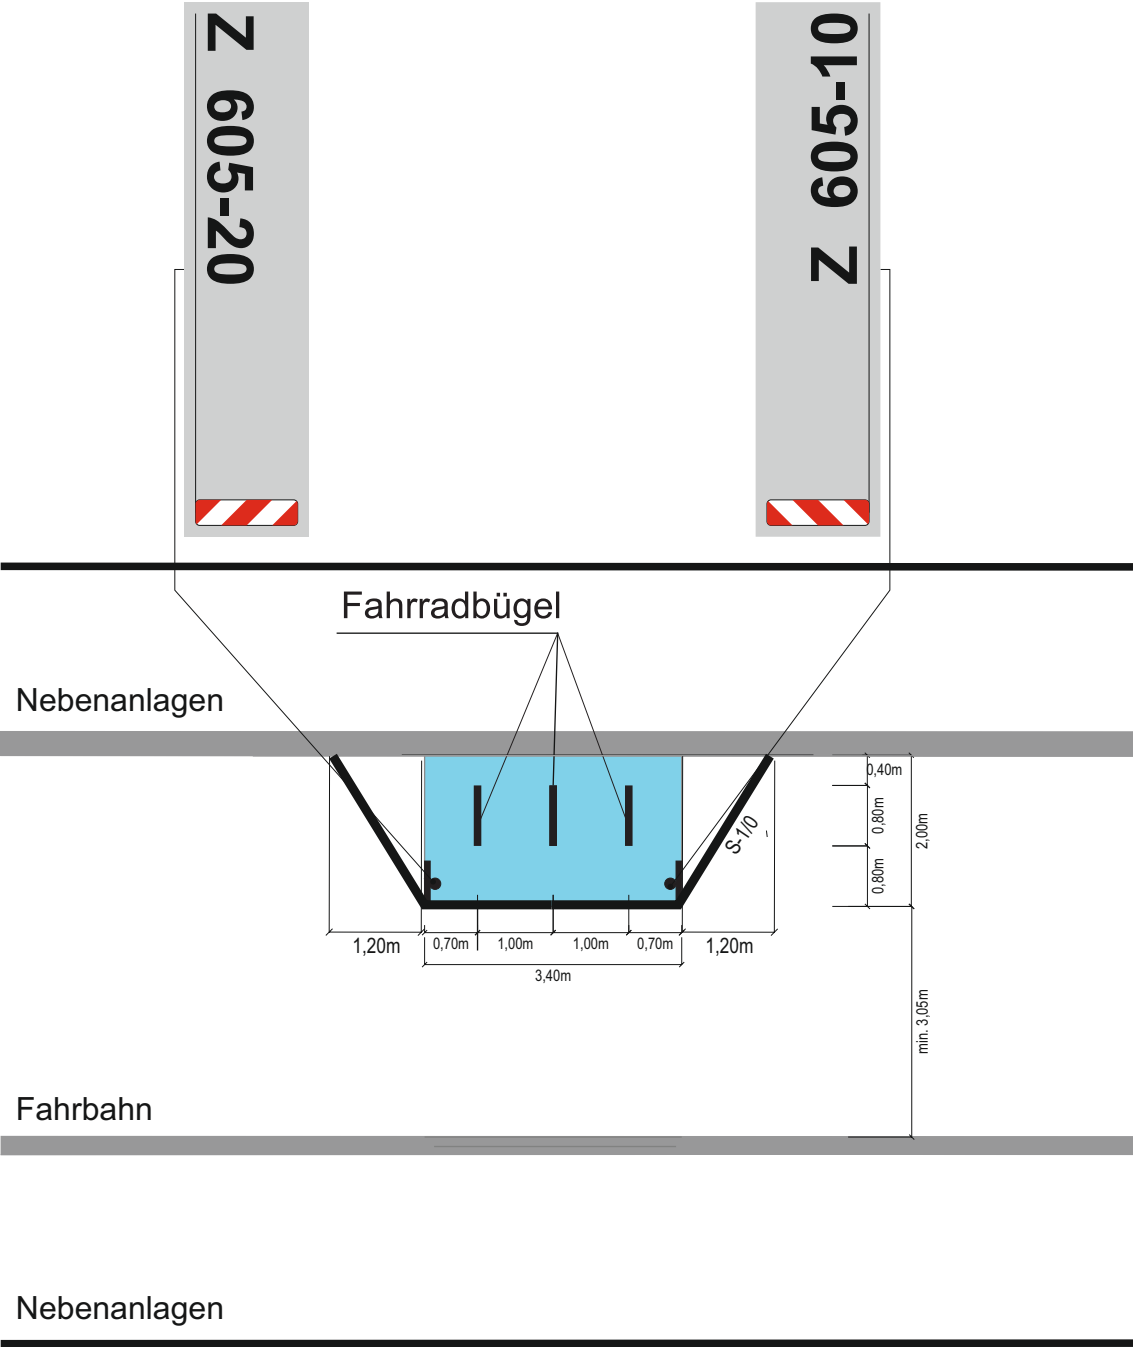 Z 605-20
Z 605-10
Fahrradbügel
Nebenanlagen
0,40m
0,80m
2,00m
0,80m
S-1/0
1,20m
0,70m
1,00m
1,00m
0,70m
1,20m
3,40m
min. 3,05m
Fahrbahn
Nebenanlagen